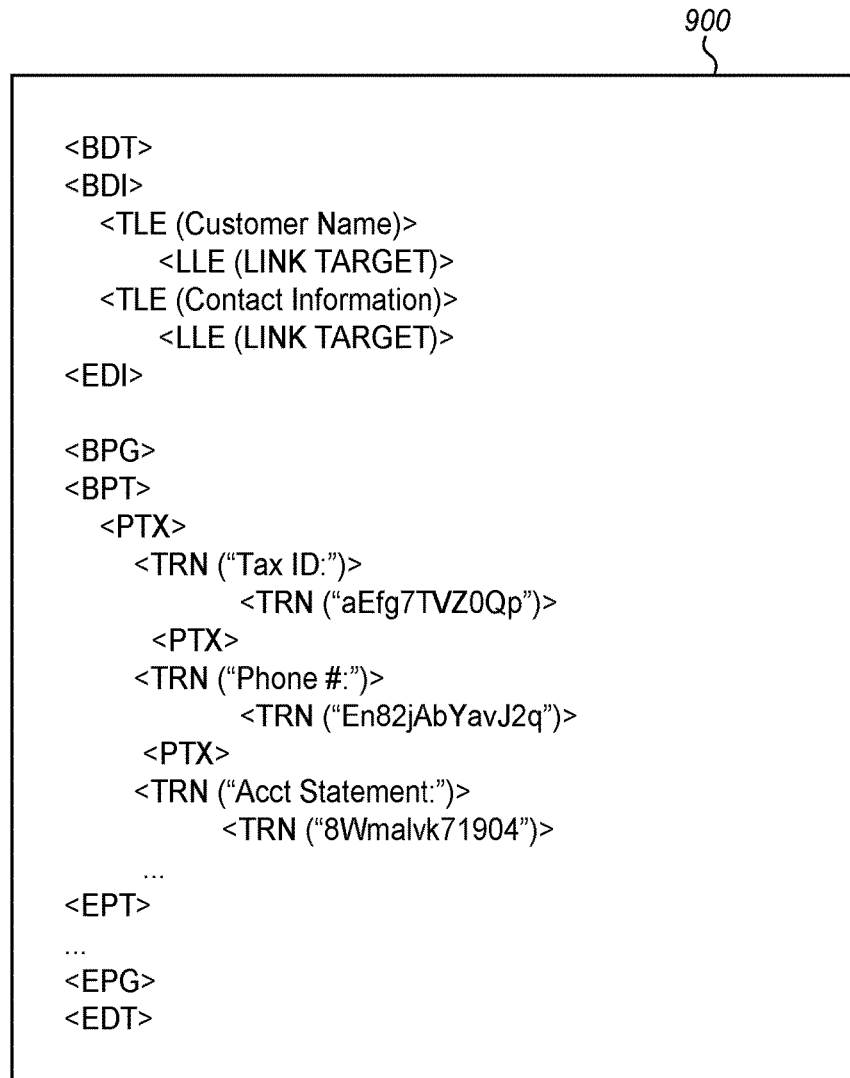 900
<BDT>
<BDI>
<TLE (Customer Name)>
<LLE (LINK TARGET)>
<TLE (Contact Information)>
<LLE (LINK TARGET)>
<EDI>
<BPG>
<BPT>
<PTX>
<TRN (“Tax ID:”)>
<TRN (“aEfg7TVZ0Qp”)>
<PTX>
<TRN (“Phone #:”)>
<TRN (“En82jAbYavJ2q”)>
<PTX>
<TRN (“Acct Statement:”)>
<TRN (“8Wmalvk71904”)>
...
<EPT>
...
<EPG>
<EDT>